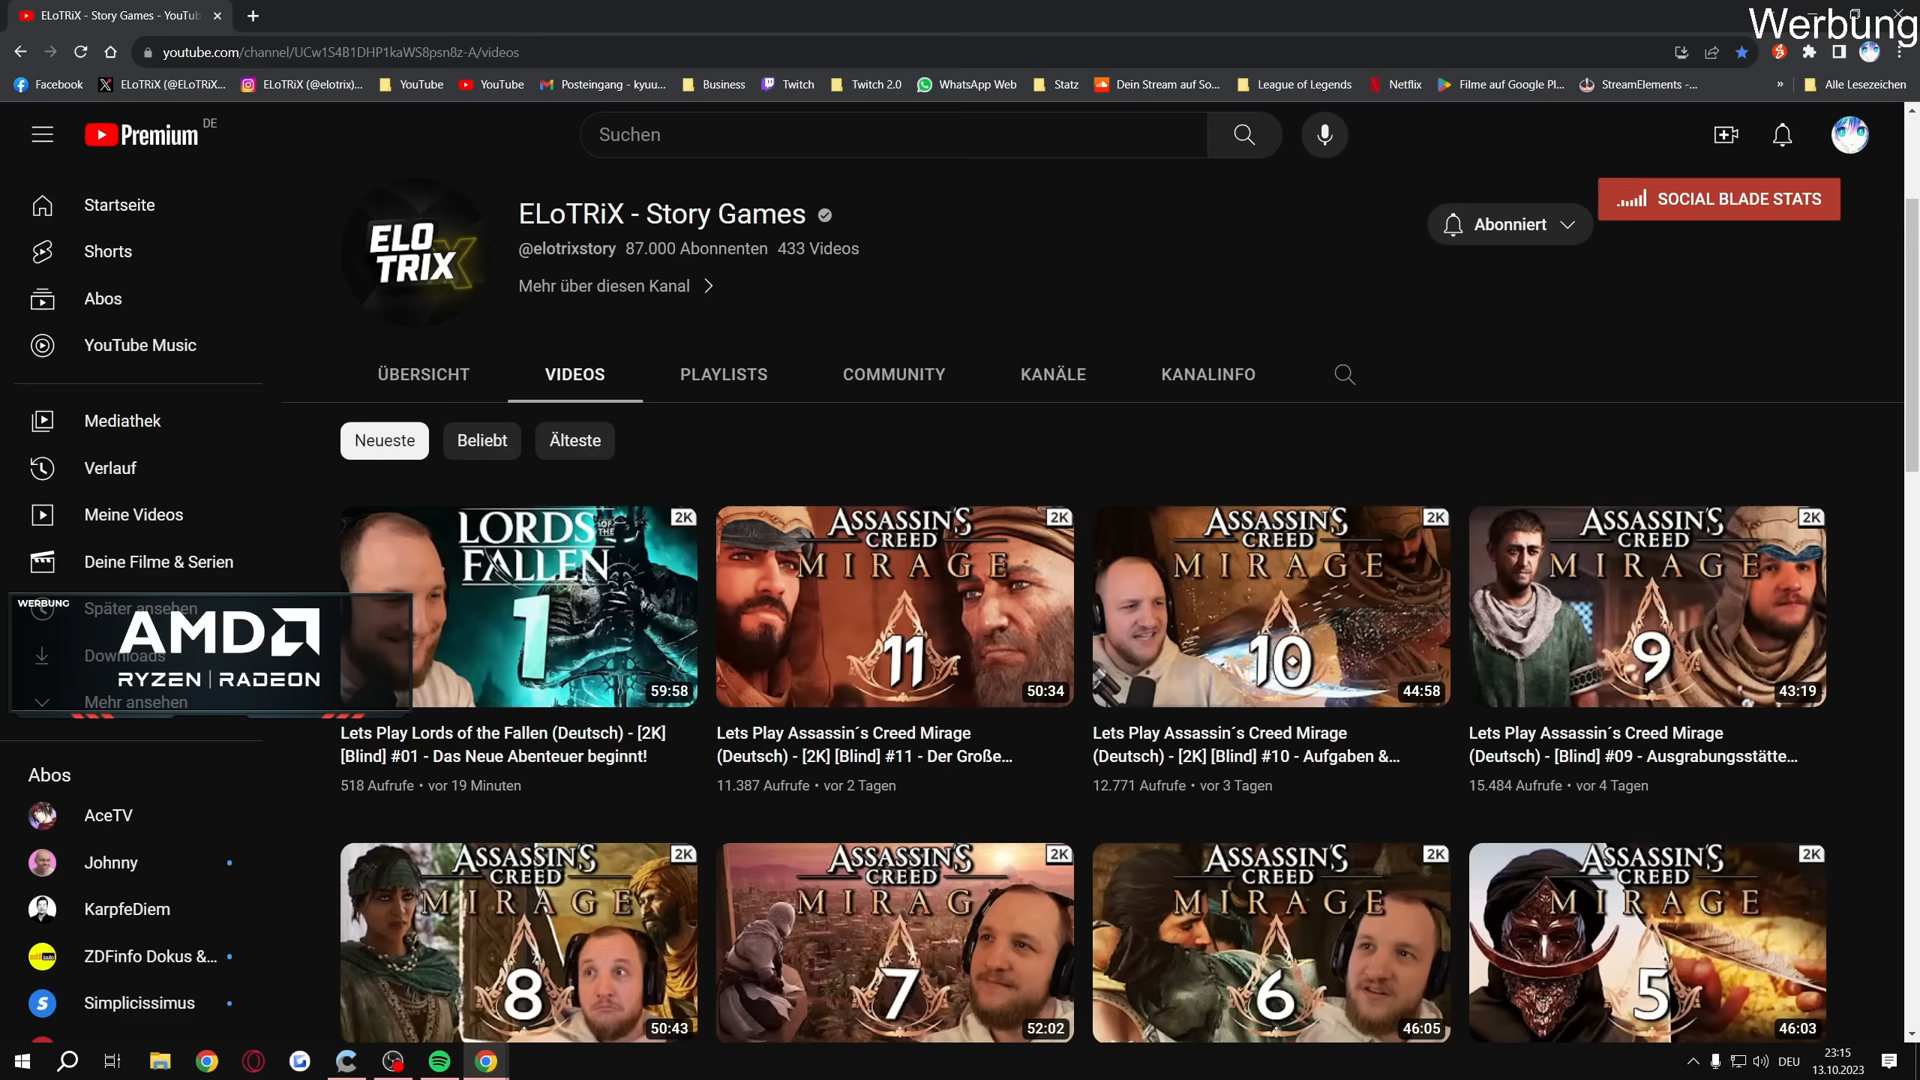 ELoTRiX - Story Games - YouTub
Werbung
youtube.com/channel/UCw1S4B1DHP1kaWS8psn8z-A/videos
Facebook
ELoTRiX (@ELoTRiX...
ELoTRiX (@elotrix)...
YouTube
YouTube
Posteingang - kyuu...
Business
Twitch
Twitch 2.0
WhatsApp Web
Statz
Dein Stream auf So...
League of Legends
Netflix
Filme auf Google Pl...
StreamElements -...
»
Alle Lesezeichen
Premium DE
Suchen
Startseite
Shorts
Abos
YouTube Music
Mediathek
Verlauf
Meine Videos
Deine Filme & Serien
Später ansehen
Downloads
Mehr ansehen
WERBUNG
AMD
RYZEN | RADEON
Abos
AceTV
Johnny
KarpfeDiem
ZDFinfo Dokus &...
Simplicissimus
ELO
TRIX
ELoTRiX - Story Games
@elotrixstory 87.000 Abonnenten 433 Videos
Mehr über diesen Kanal
Abonniert
SOCIAL BLADE STATS
ÜBERSICHT
VIDEOS
PLAYLISTS
COMMUNITY
KANÄLE
KANALINFO
Neueste
Beliebt
Älteste
LORDS OF THE
FALLEN
1
2K
59:58
Lets Play Lords of the Fallen (Deutsch) - [2K]
[Blind] #01 - Das Neue Abenteuer beginnt!
518 Aufrufe • vor 19 Minuten
ASSASSIN'S
CREED
MIRAGE
11
2K
50:34
Lets Play Assassin´s Creed Mirage
(Deutsch) - [2K] [Blind] #11 - Der Große...
11.387 Aufrufe • vor 2 Tagen
ASSASSIN'S
CREED
MIRAGE
10
2K
44:58
Lets Play Assassin´s Creed Mirage
(Deutsch) - [2K] [Blind] #10 - Aufgaben &...
12.771 Aufrufe • vor 3 Tagen
ASSASSIN'S
CREED
MIRAGE
9
2K
43:19
Lets Play Assassin´s Creed Mirage
(Deutsch) - [Blind] #09 - Ausgrabungsstätte...
15.484 Aufrufe • vor 4 Tagen
ASSASSIN'S
CREED
MIRAGE
8
2K
50:43
ASSASSIN'S
CREED
MIRAGE
7
2K
52:02
ASSASSIN'S
CREED
MIRAGE
6
2K
46:05
ASSASSIN'S
CREED
MIRAGE
5
2K
46:03
DEU
23:15
13.10.2023